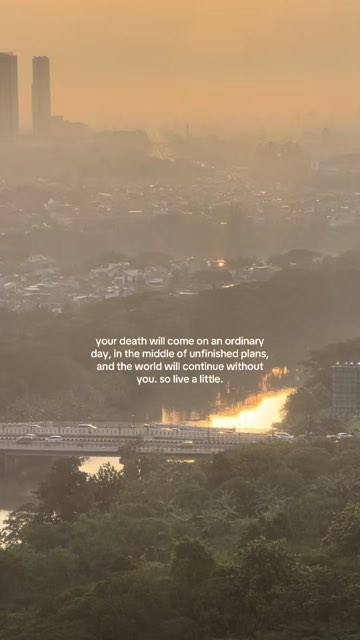 your death will come on an ordinary
day, in the middle of unfinished plans,
and the world will continue without
you. so live a little.